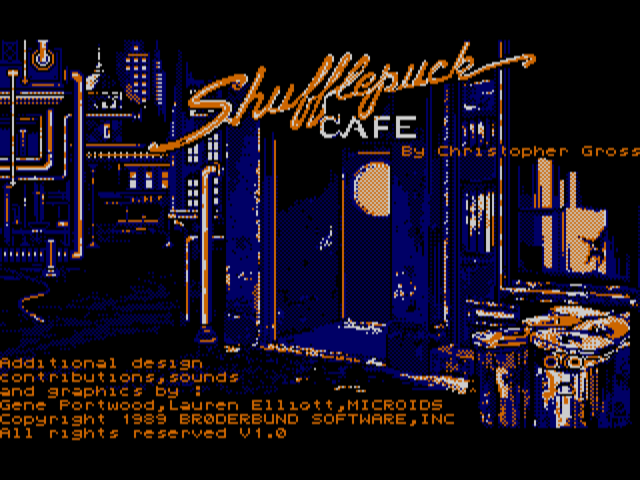 Shufflepuck
CAFE
By Christopher Gross
Additional design
contributions,sounds
and graphics by :
Gene Portwood,Lauren Elliott,MICROIDS
Copyright 1989 BRØDERBUND SOFTWARE,INC
All rights reserved V1.0